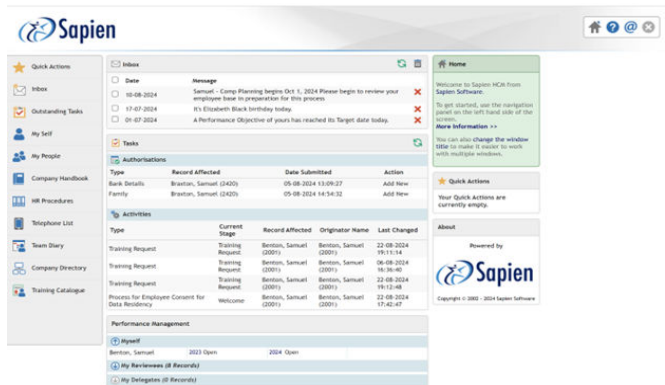 Sapien
Quick Actions
Inbox
Outstanding Tasks
My Self
My People
Company Handbook
HR Procedures
Telephone List
Team Diary
Company Directory
Training Catalogue
Inbox
Date Message
10-08-2024 Samuel - Comp Planning begins Oct 1, 2024 Please begin to review your
employee base in preparation for this process
17-07-2024 It's Elizabeth Black birthday today.
01-07-2024 A Performance Objective of yours has reached its Target date today.
Tasks
Authorisations
Type Record Affected Date Submitted Action
Bank Details Braxton, Samuel (2420) 05-08-2024 13:09:27 Add New
Family Braxton, Samuel (2420) 05-08-2024 14:54:32 Add New
Activities
Type Current Stage Record Affected Originator Name Last Changed
Training Request Training Request Benton, Samuel (2001) Benton, Samuel (2001) 22-08-2024 19:11:14
Training Request Training Request Benton, Samuel (2001) Benton, Samuel (2001) 06-08-2024 16:36:40
Training Request Training Request Benton, Samuel (2001) Benton, Samuel (2001) 22-08-2024 19:12:48
Process for Employee Consent for Data Residency Welcome Benton, Samuel (2001) Benton, Samuel (2001) 22-08-2024 17:42:47
Performance Management
Myself
Benton, Samuel 2023 Open 2024 Open
My Reviewees (8 Records)
My Delegates (0 Records)
Home
Welcome to Sapien HCM from
Sapien Software.
To get started, use the navigation
panel on the left hand side of the
screen.
More Information >>
You can also change the window
title to make it easier to work
with multiple windows.
Quick Actions
Your Quick Actions are
currently empty.
About
Powered by
Sapien
Copyright © 2002 - 2024 Sapien Software